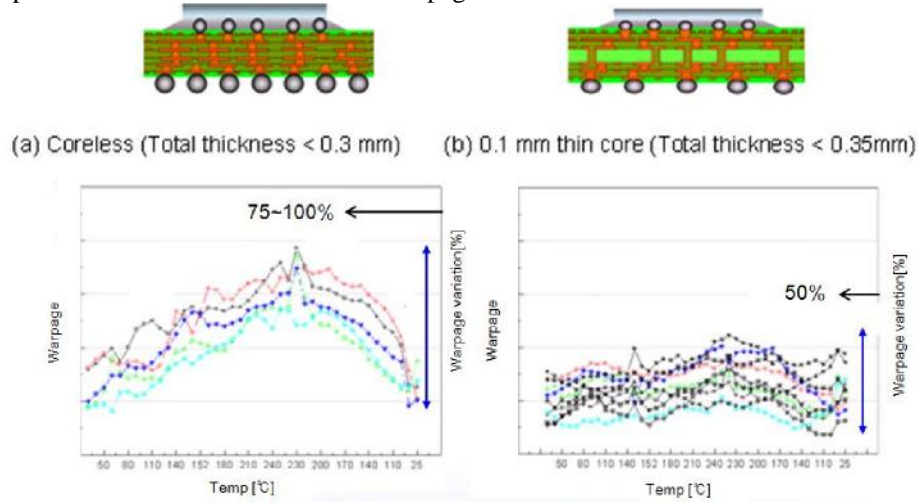 (a) Coreless (Total thickness < 0.3 mm)
(b) 0.1 mm thin core (Total thickness < 0.35mm)
75~100%
Warpage
Warpage variation[%]
50 80 110 140 152 180 210 240 230 200 170 140 110 25
Temp [℃]
50%
Warpage
Warpage variation[%]
50 80 110 140 152 180 210 240 230 200 170 140 110 25
Temp [℃]